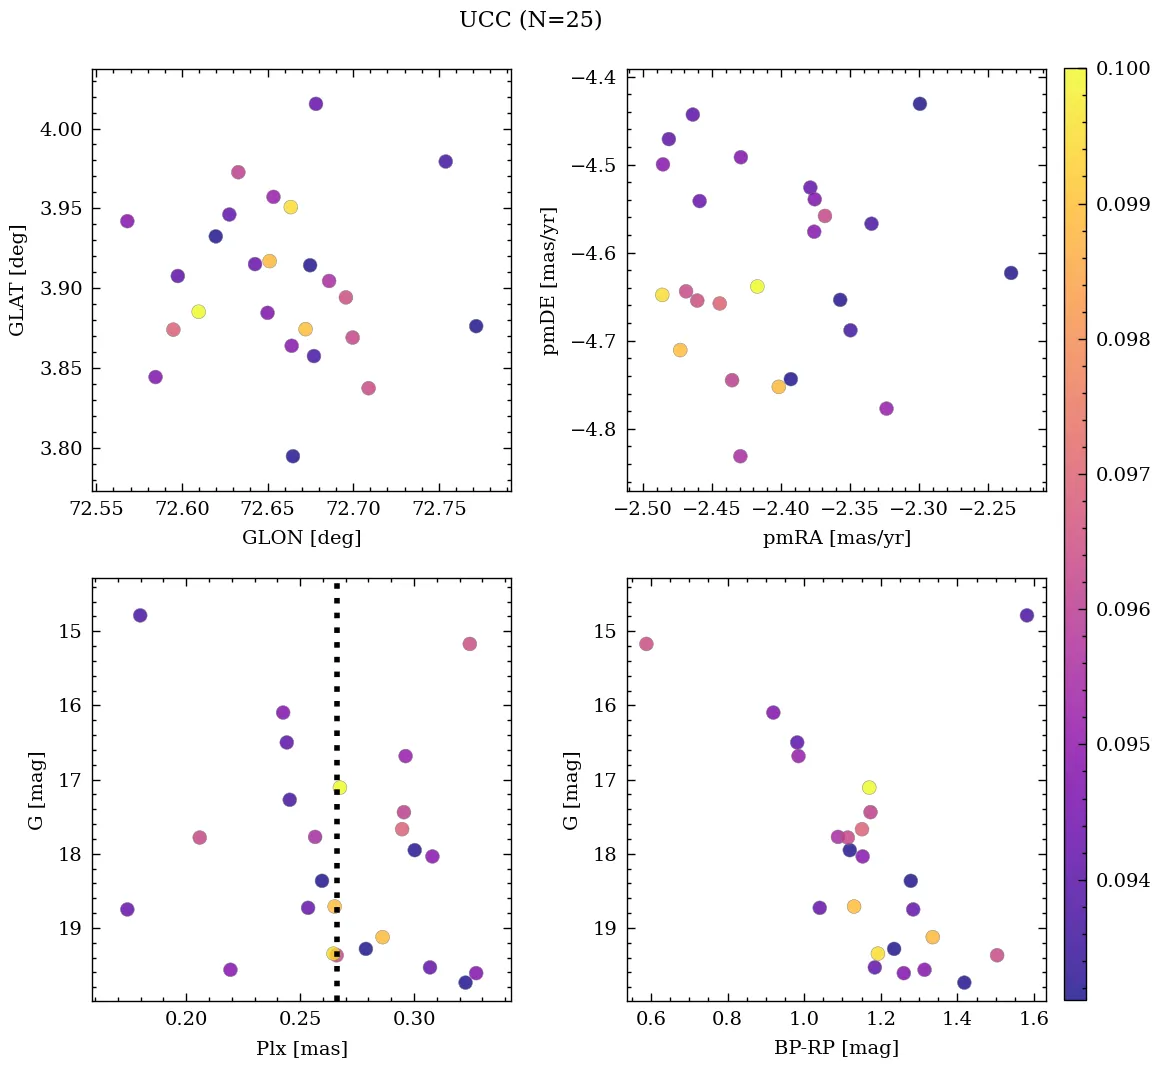 UCC (N=25)
4.00
3.95
3.90
3.85
3.80
GLAT [deg]
72.55 72.60 72.65 72.70 72.75
GLON [deg]
−4.4
−4.5
−4.6
−4.7
−4.8
pmDE [mas/yr]
−2.50 −2.45 −2.40 −2.35 −2.30 −2.25
pmRA [mas/yr]
15
16
17
18
19
G [mag]
0.20 0.25 0.30
Plx [mas]
15
16
17
18
19
G [mag]
0.6 0.8 1.0 1.2 1.4 1.6
BP-RP [mag]
0.100
0.099
0.098
0.097
0.096
0.095
0.094